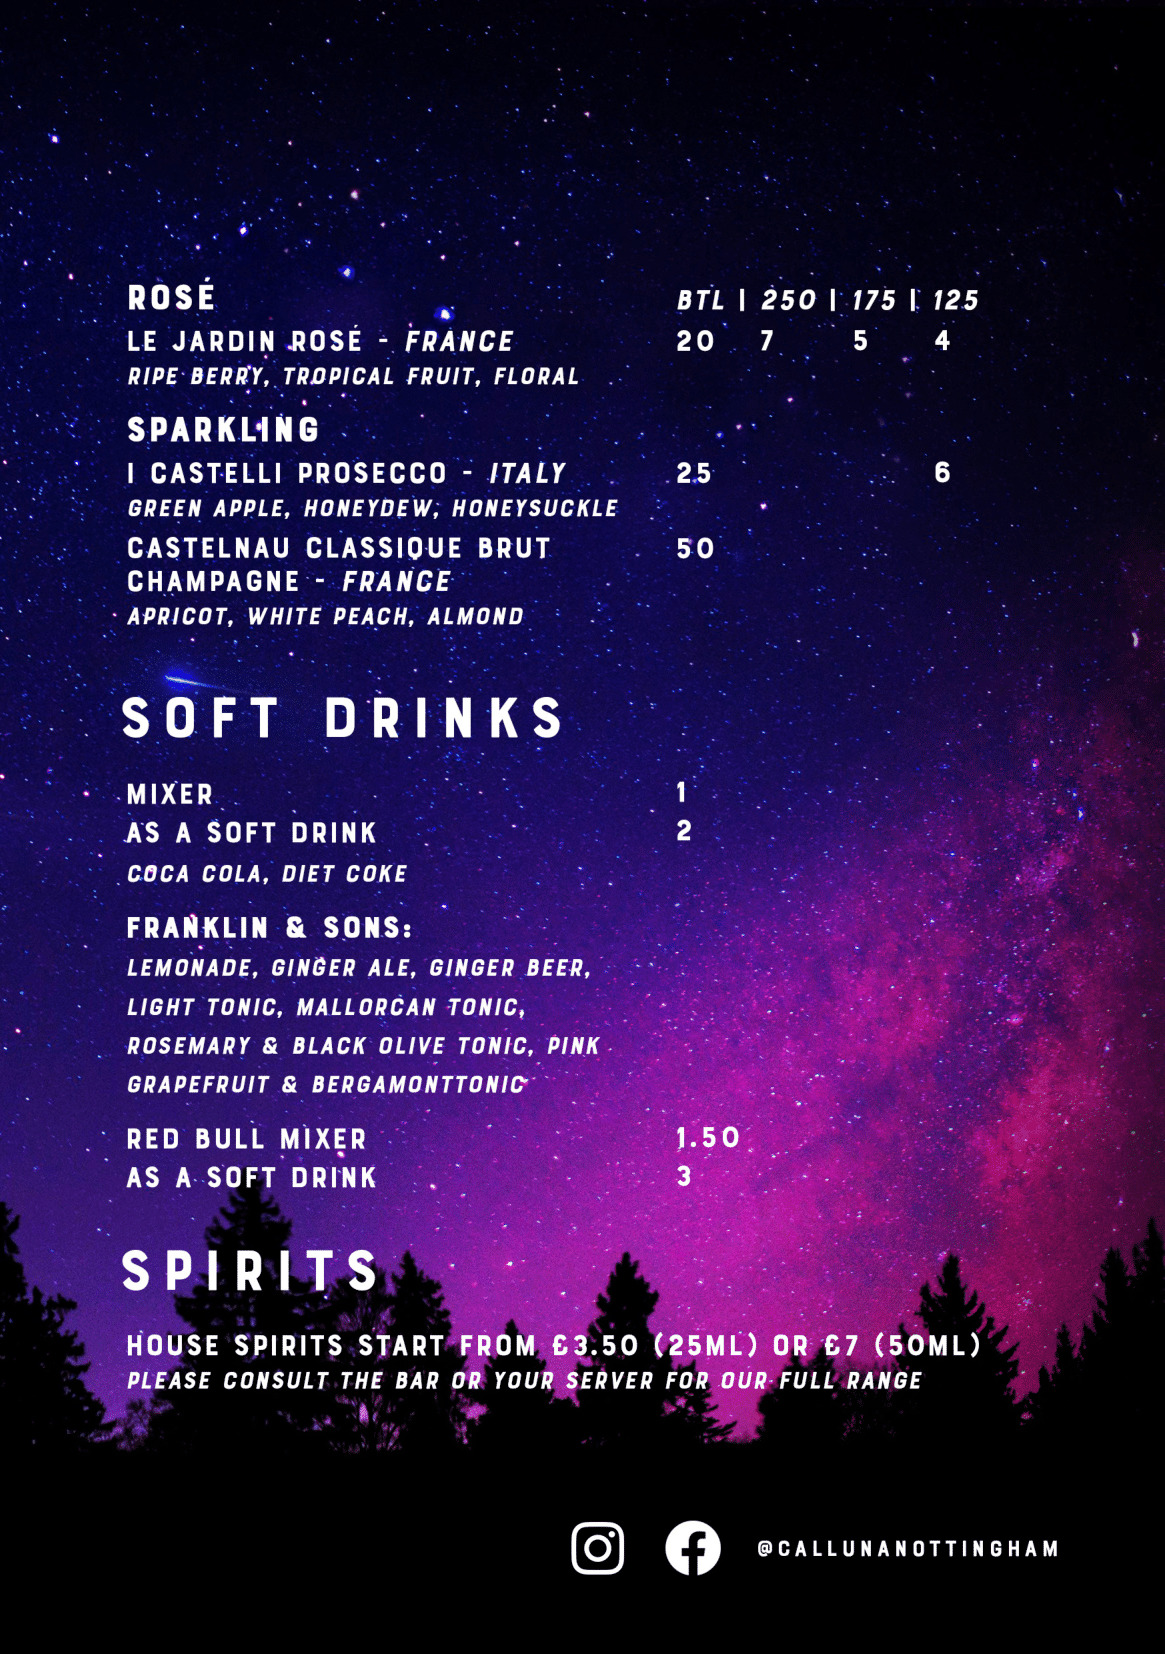 ROSÉ BTL | 250 | 175 | 125
LE JARDIN ROSÉ - FRANCE 20 7 5 4
RIPE BERRY, TROPICAL FRUIT, FLORAL
SPARKLING
I CASTELLI PROSECCO - ITALY 25 6
GREEN APPLE, HONEYDEW, HONEYSUCKLE
CASTELNAU CLASSIQUE BRUT 50
CHAMPAGNE - FRANCE
APRICOT, WHITE PEACH, ALMOND
SOFT DRINKS
MIXER 1
AS A SOFT DRINK 2
COCA COLA, DIET COKE
FRANKLIN & SONS:
LEMONADE, GINGER ALE, GINGER BEER,
LIGHT TONIC, MALLORCAN TONIC,
ROSEMARY & BLACK OLIVE TONIC, PINK
GRAPEFRUIT & BERGAMONTTONIC
RED BULL MIXER 1.50
AS A SOFT DRINK 3
SPIRITS
HOUSE SPIRITS START FROM £3.50 (25ML) OR £7 (50ML)
PLEASE CONSULT THE BAR OR YOUR SERVER FOR OUR FULL RANGE
@CALLUNANOTTINGHAM